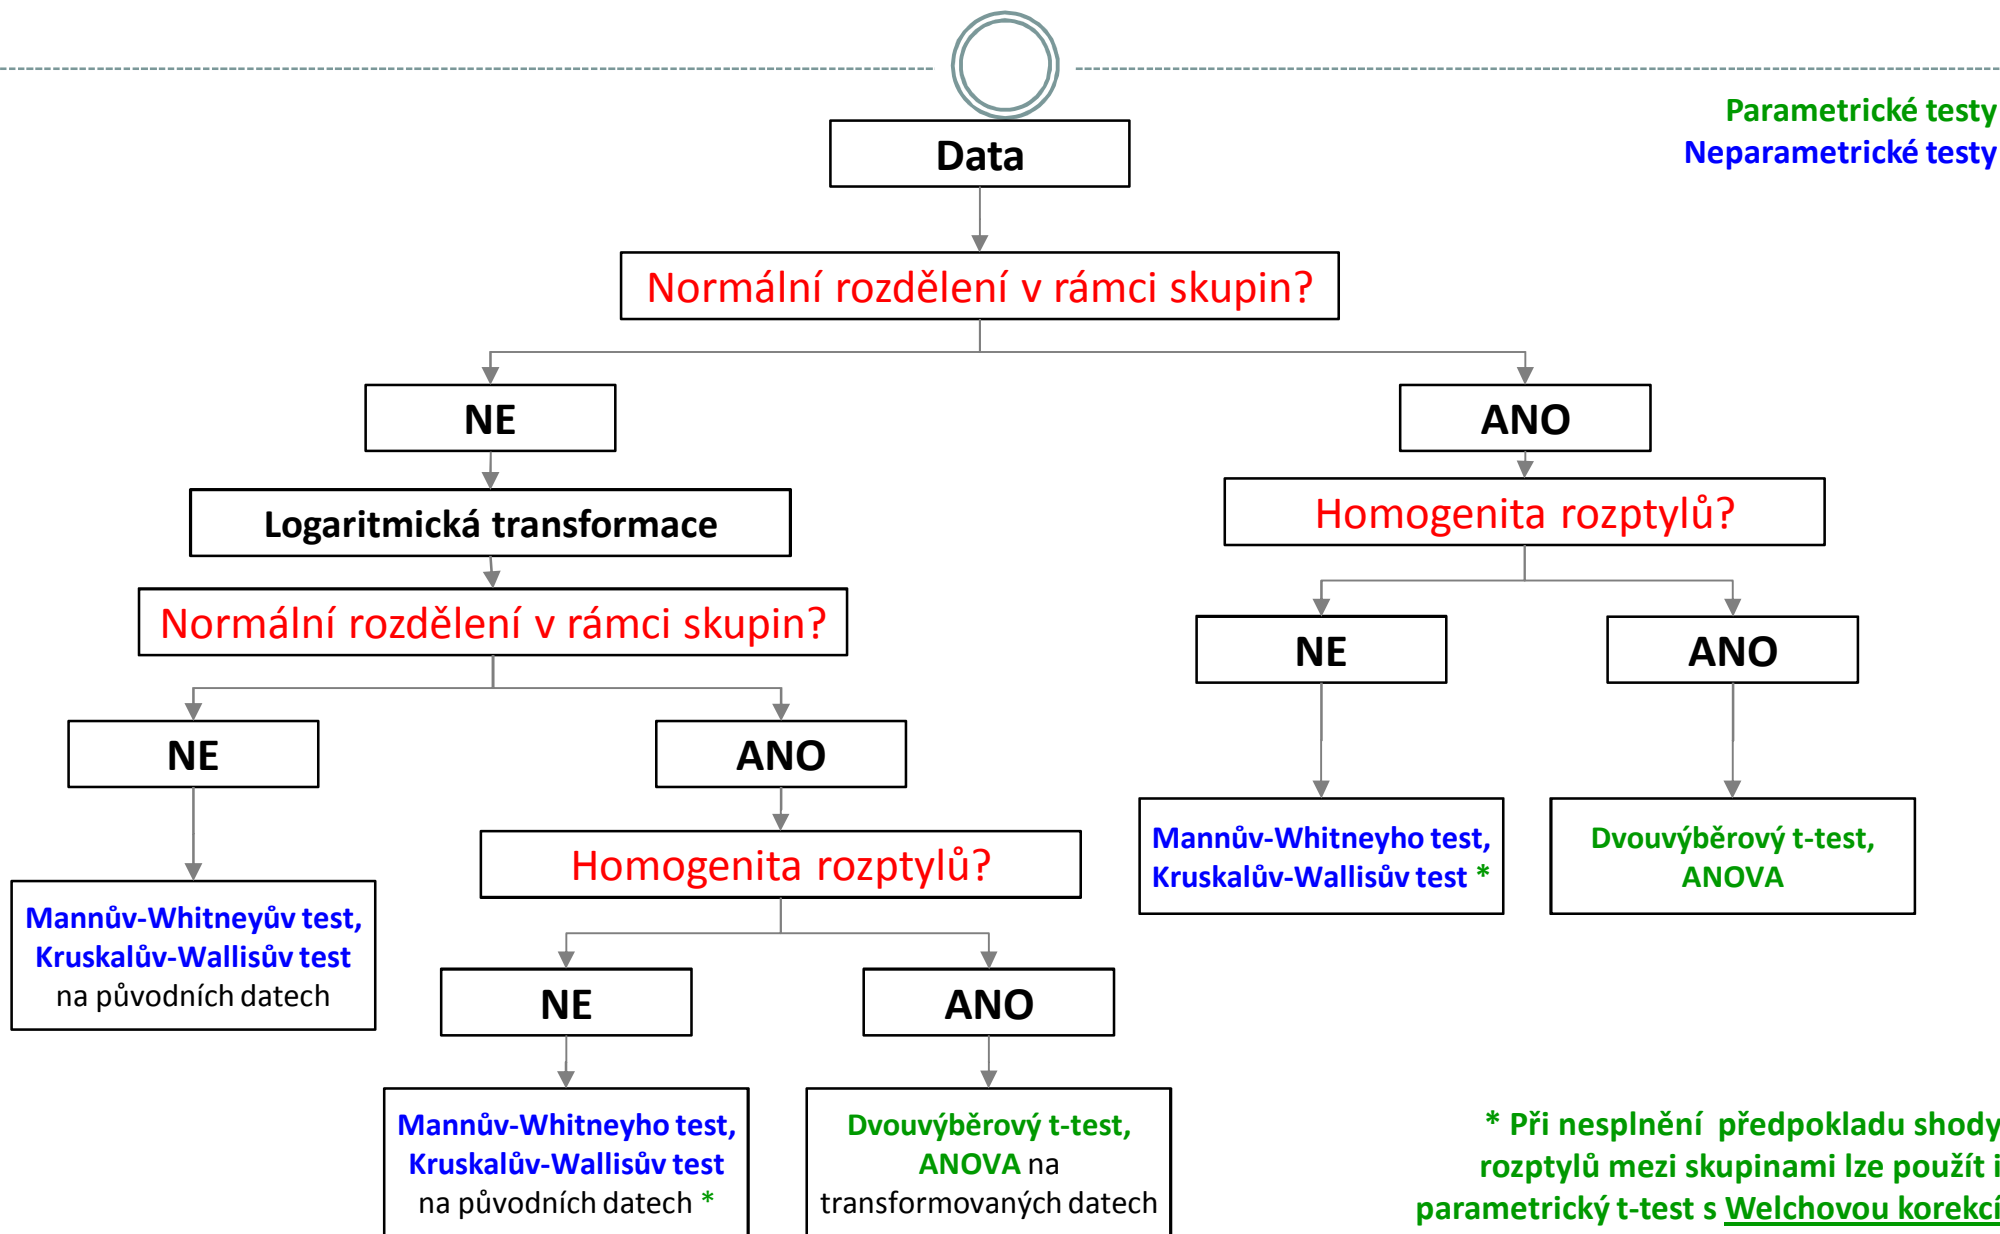 Parametrické testy
Neparametrické testy
Data
Normální rozdělení v rámci skupin?
NE
ANO
Logaritmická transformace
Homogenita rozptylů?
Normální rozdělení v rámci skupin?
NE
ANO
NE
ANO
Mannův-Whitneyho test,
Kruskalův-Wallisův test *
Dvouvýběrový t-test,
ANOVA
Homogenita rozptylů?
Mannův-Whitneyův test,
Kruskalův-Wallisův test
na původních datech
NE
ANO
Mannův-Whitneyho test,
Kruskalův-Wallisův test
na původních datech *
Dvouvýběrový t-test,
ANOVA na
transformovaných datech
* Při nesplnění předpokladu shody
rozptylů mezi skupinami lze použít i
parametrický t-test s Welchovou korekcí